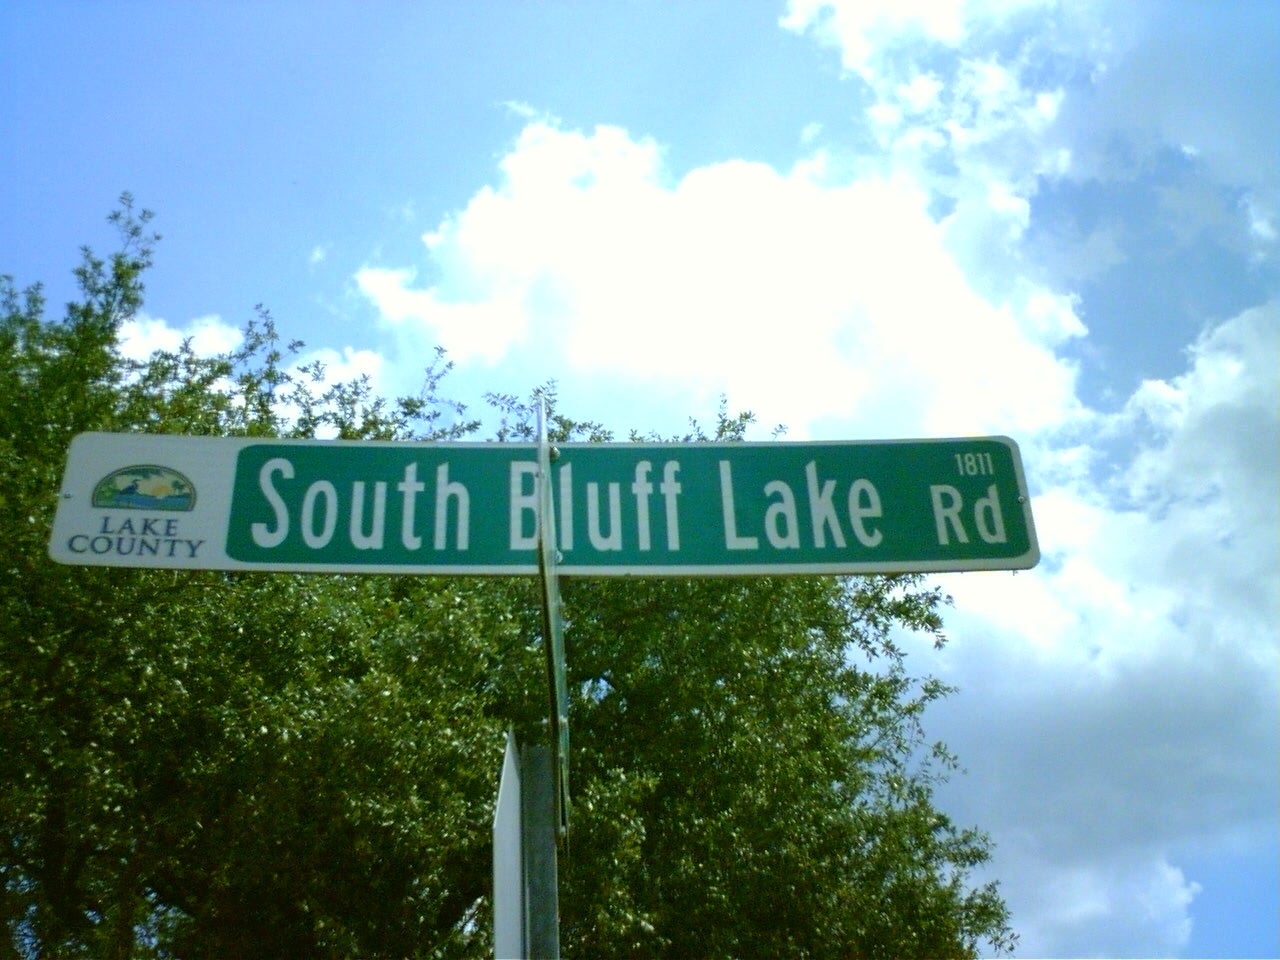 LAKE
COUNTY
South Bluff Lake Rd
1811